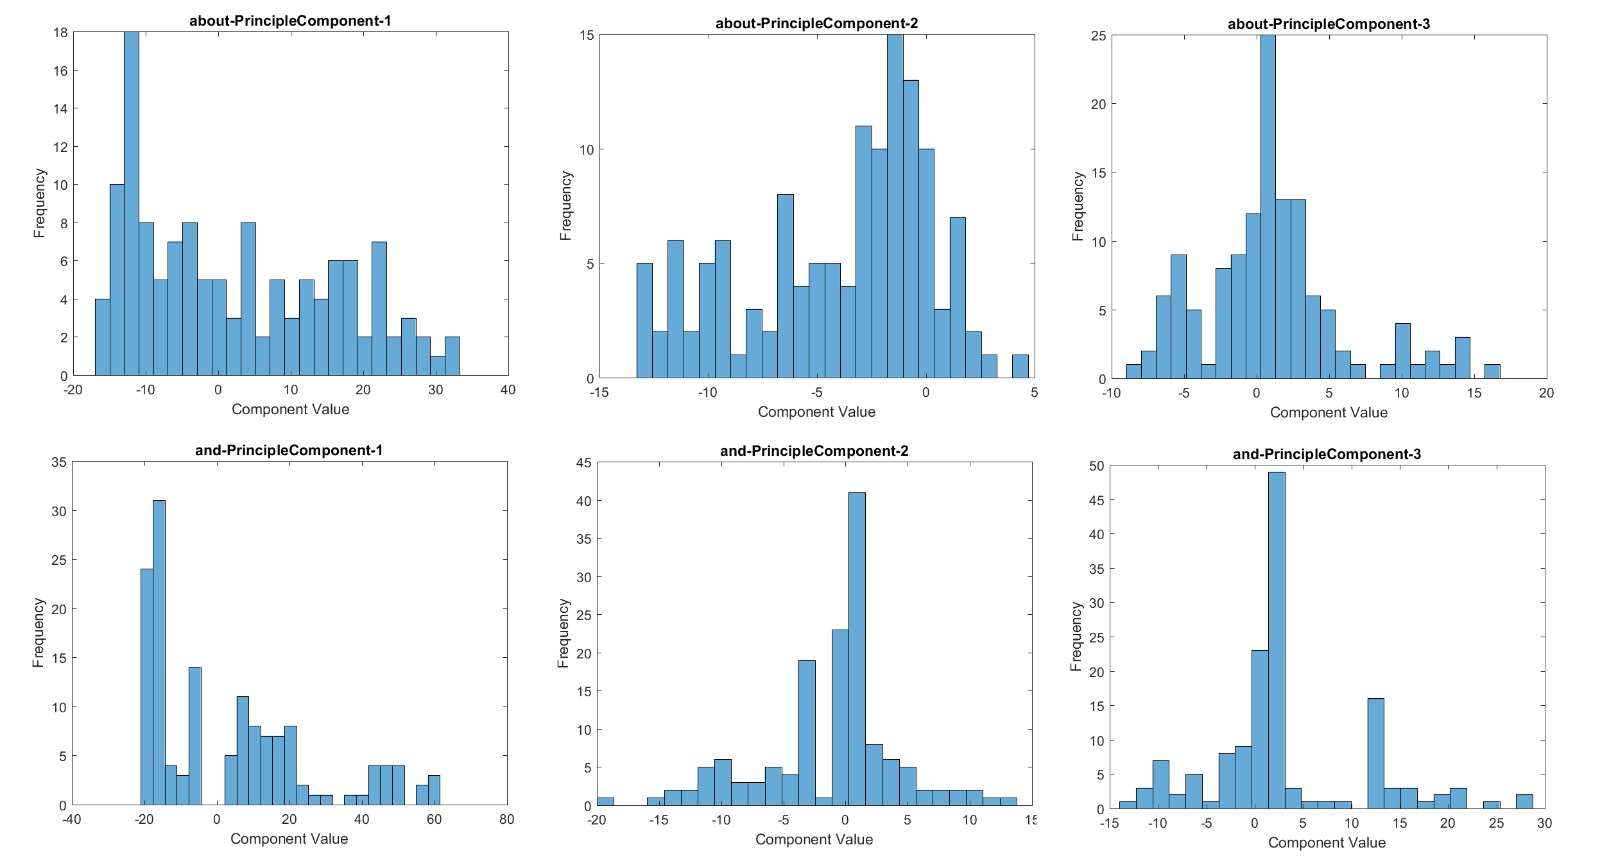 about-PrincipleComponent-1
18
16
14
12
10
8
6
4
2
0
Frequency
-20 -10 0 10 20 30 40
Component Value
about-PrincipleComponent-2
15
10
5
0
Frequency
-15 -10 -5 0 5
Component Value
about-PrincipleComponent-3
25
20
15
10
5
0
Frequency
-10 -5 0 5 10 15 20
Component Value
and-PrincipleComponent-1
35
30
25
20
15
10
5
0
Frequency
-40 -20 0 20 40 60 80
Component Value
and-PrincipleComponent-2
45
40
35
30
25
20
15
10
5
0
Frequency
-20 -15 -10 -5 0 5 10 15
Component Value
and-PrincipleComponent-3
50
45
40
35
30
25
20
15
10
5
0
Frequency
-15 -10 -5 0 5 10 15 20 25 30
Component Value